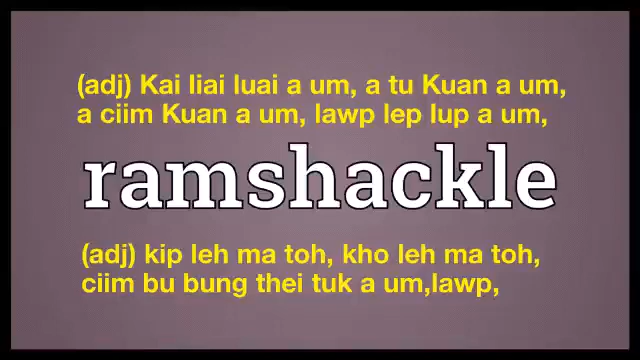 (adj) Kai liai luai a um, a tu Kuan a um,
a ciim Kuan a um, lawp lep lup a um,
ramshackle
(adj) kip leh ma toh, kho leh ma toh,
ciim bu bung thei tuk a um,lawp,